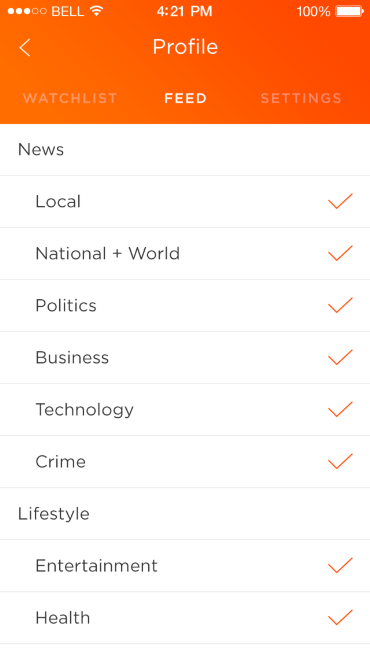 BELL 4:21 PM 100%
Profile
WATCHLIST FEED SETTINGS
News
Local
National + World
Politics
Business
Technology
Crime
Lifestyle
Entertainment
Health